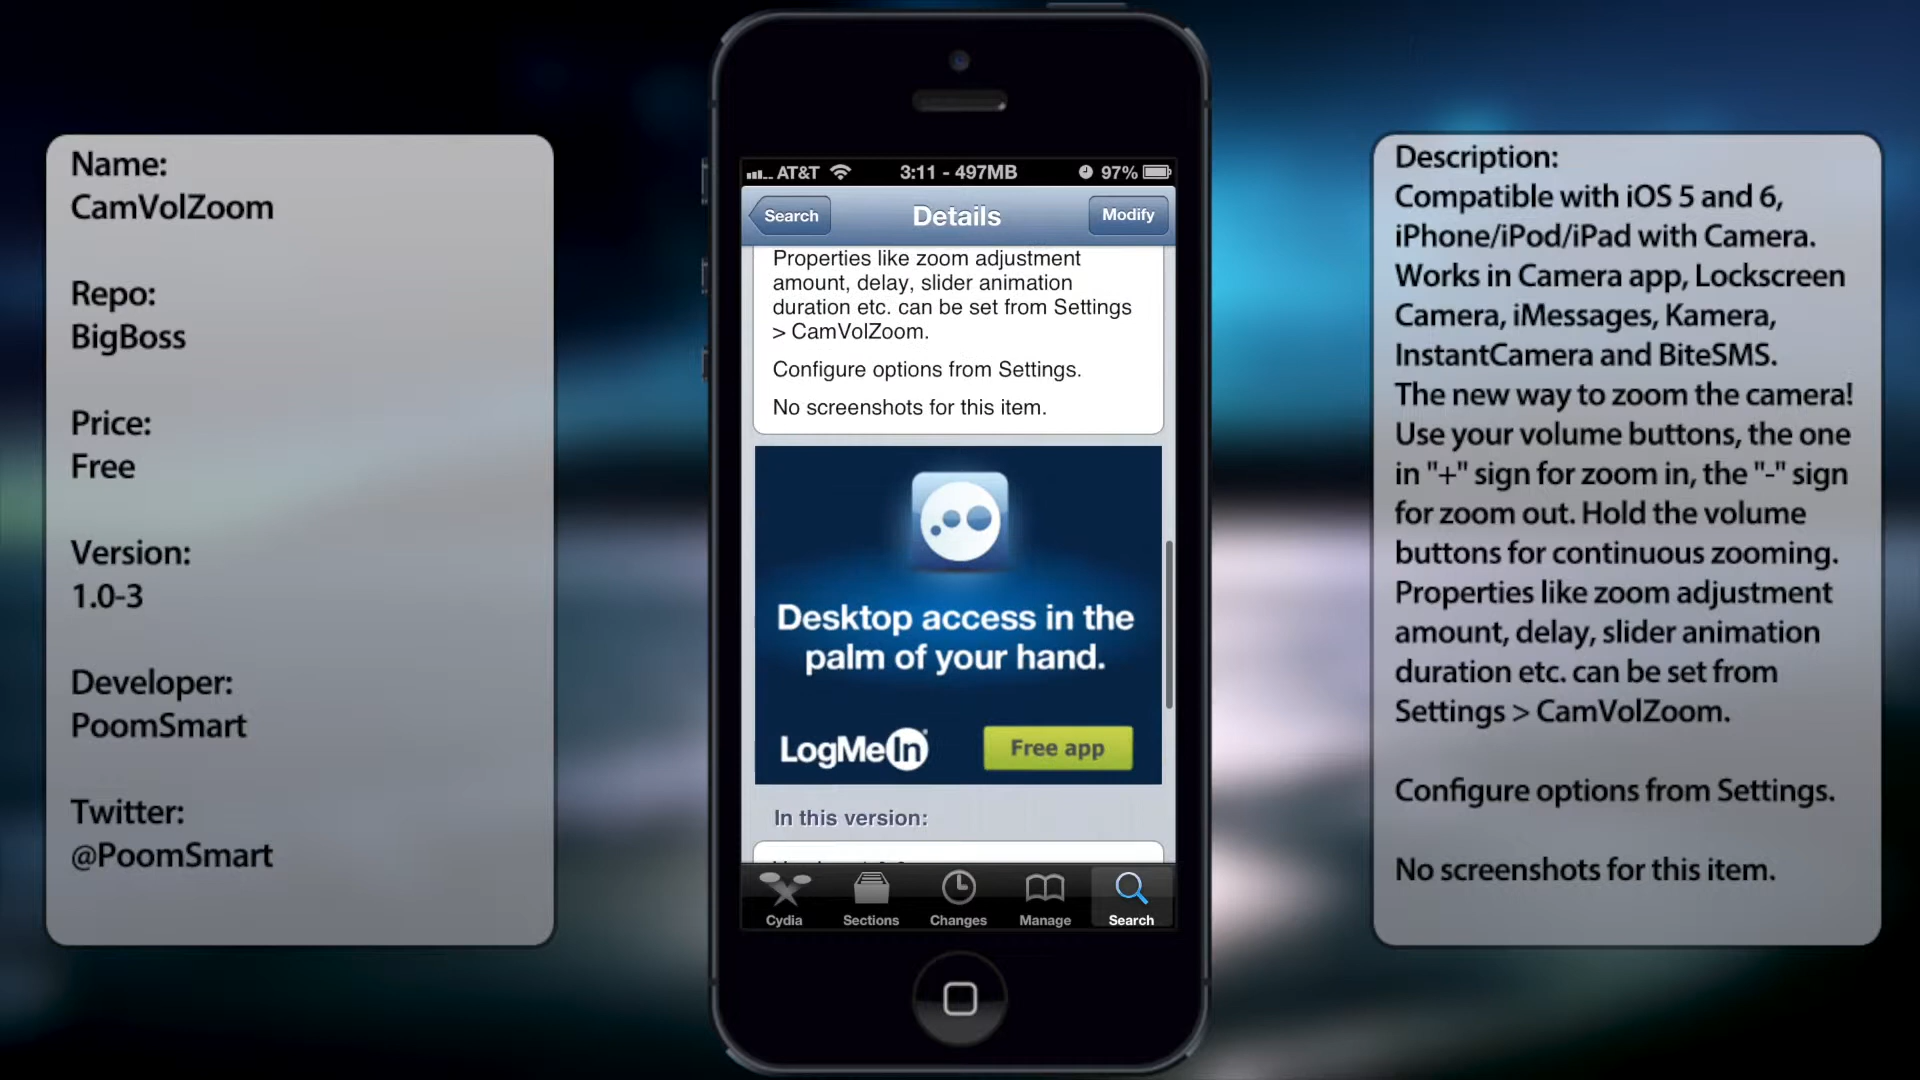 Name:
CamVolZoom
Repo:
BigBoss
Price:
Free
Version:
1.0-3
Developer:
PoomSmart
Twitter:
@PoomSmart
AT&T 3:11 - 497MB 97%
Search Details Modify
Properties like zoom adjustment
amount, delay, slider animation
duration etc. can be set from Settings
> CamVolZoom.
Configure options from Settings.
No screenshots for this item.
Desktop access in the
palm of your hand.
LogMeIn Free app
In this version:
Cydia Sections Changes Manage Search
Description:
Compatible with iOS 5 and 6,
iPhone/iPod/iPad with Camera.
Works in Camera app, Lockscreen
Camera, iMessages, Kamera,
InstantCamera and BiteSMS.
The new way to zoom the camera!
Use your volume buttons, the one
in "+" sign for zoom in, the "-" sign
for zoom out. Hold the volume
buttons for continuous zooming.
Properties like zoom adjustment
amount, delay, slider animation
duration etc. can be set from
Settings > CamVolZoom.
Configure options from Settings.
No screenshots for this item.